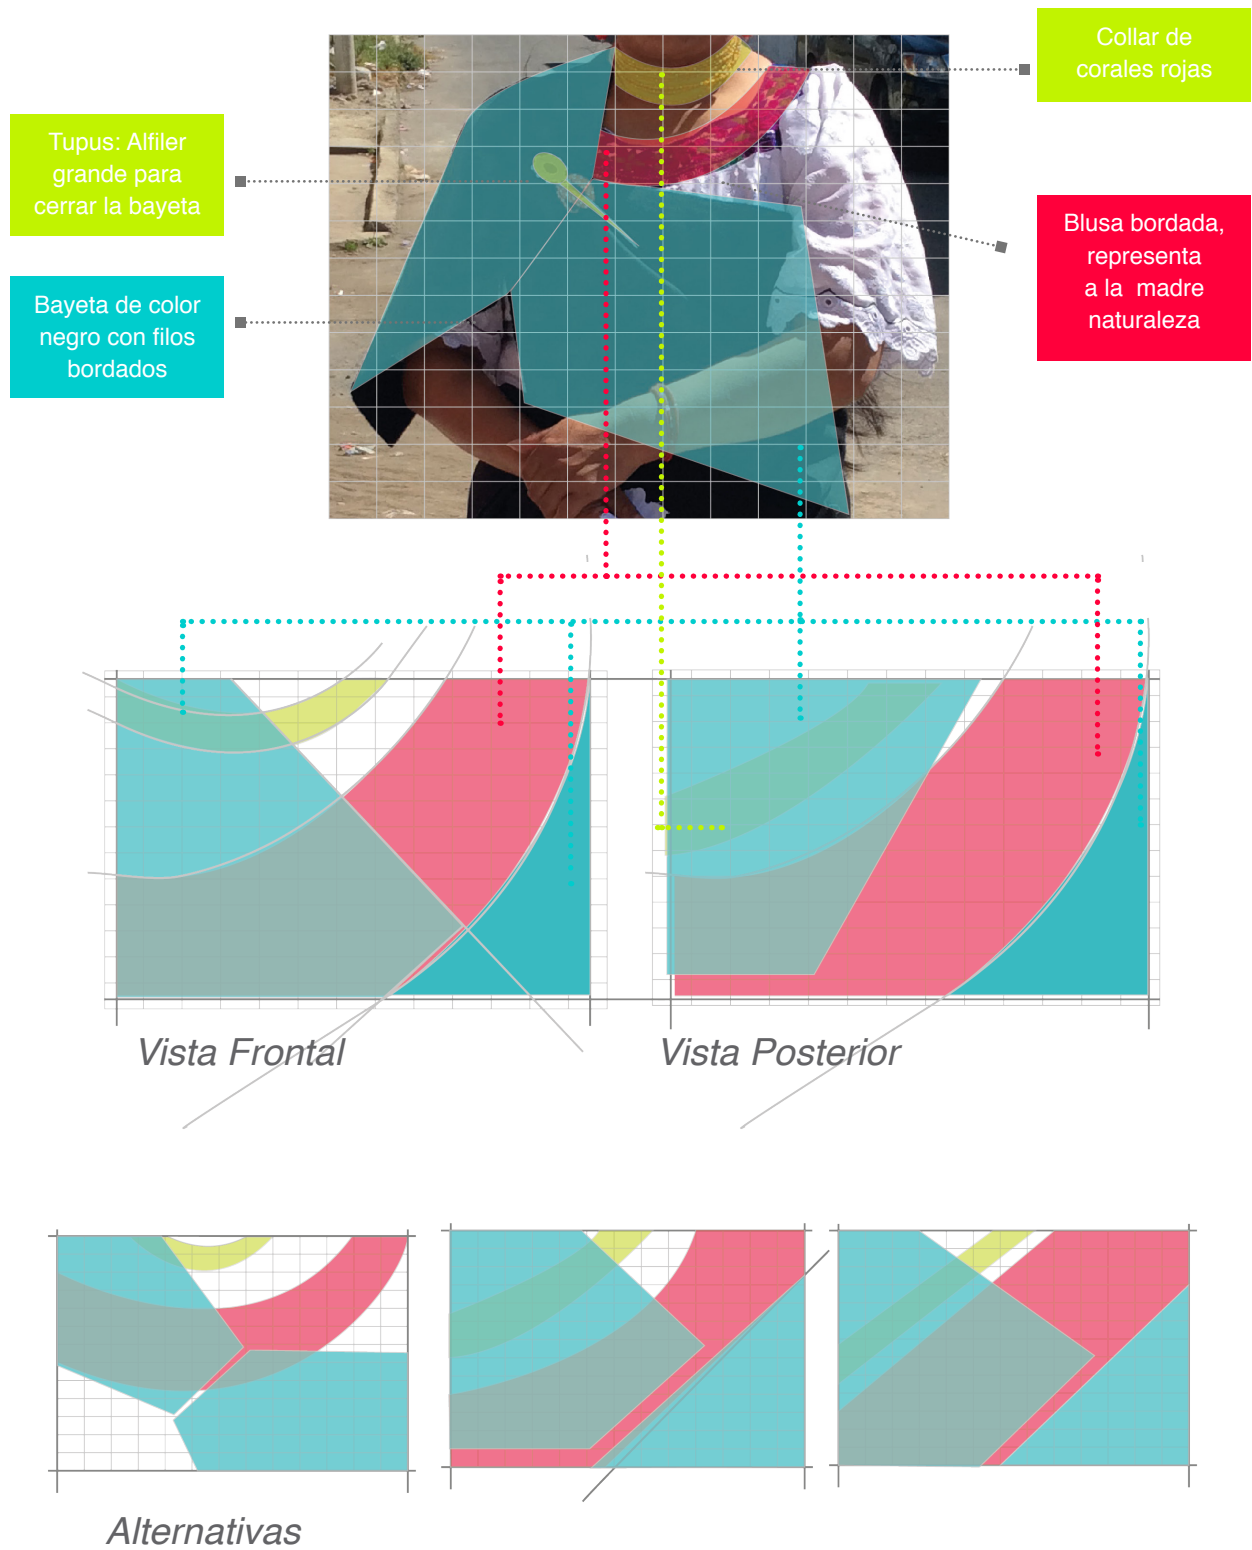 Collar de
corales rojas
Tupus: Alfiler
grande para
cerrar la bayeta
Blusa bordada,
representa
a la madre
naturaleza
Bayeta de color
negro con filos
bordados
Vista Frontal
Vista Posterior
Alternativas